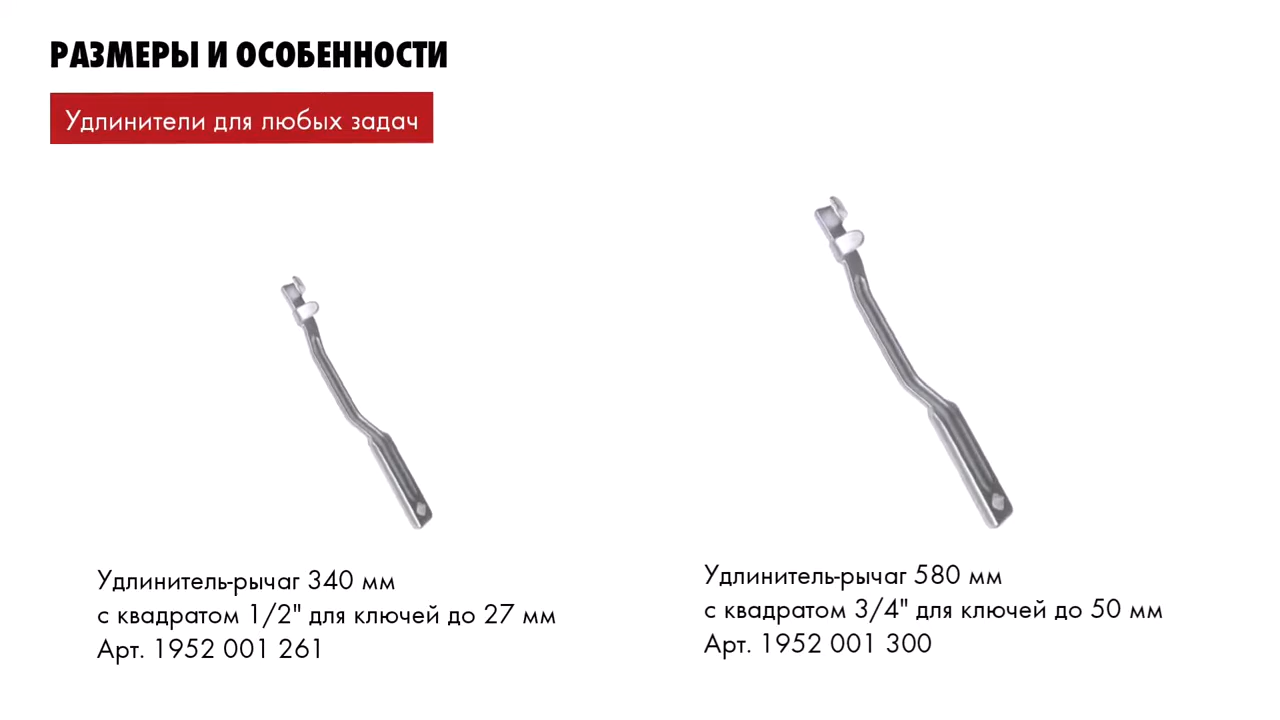 РАЗМЕРЫ И ОСОБЕННОСТИ
Удлинители для любых задач
Удлинитель-рычаг 340 мм
с квадратом 1/2" для ключей до 27 мм
Арт. 1952 001 261
Удлинитель-рычаг 580 мм
с квадратом 3/4" для ключей до 50 мм
Арт. 1952 001 300